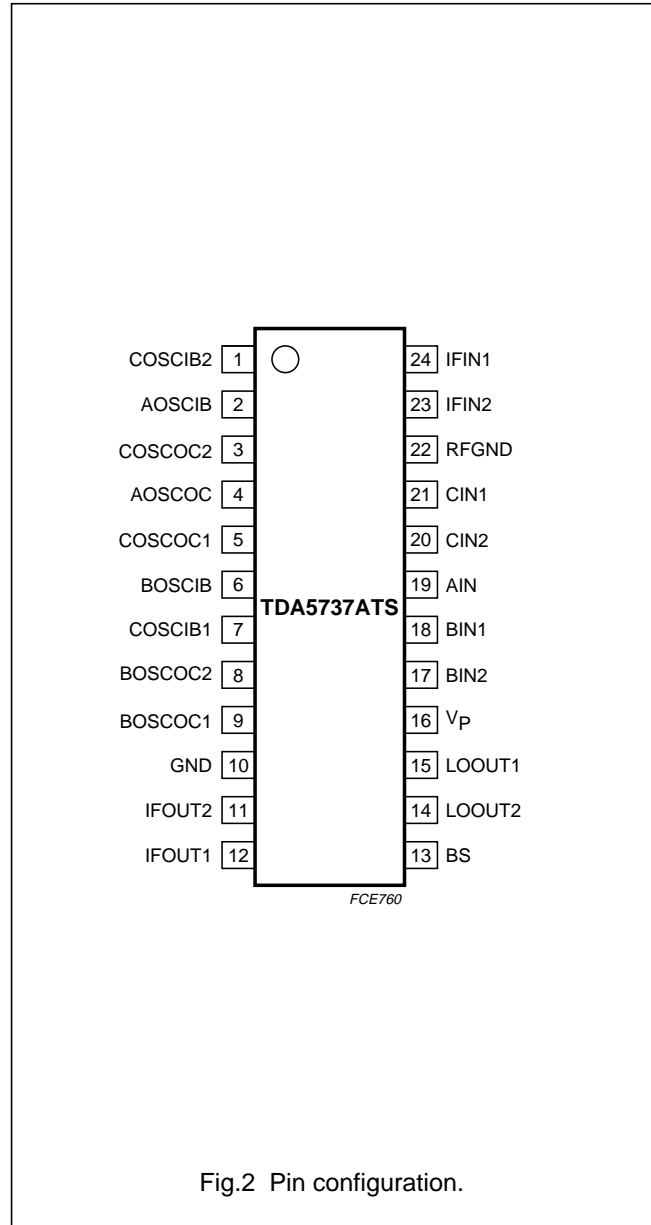 COSCIB2 1 24 IFIN1
AOSCIB 2 23 IFIN2
COSCOC2 3 22 RFGND
AOSCOC 4 21 CIN1
COSCOC1 5 20 CIN2
BOSCIB 6 19 AIN
TDA5737ATS
COSCIB1 7 18 BIN1
BOSCOC2 8 17 BIN2
BOSCOC1 9 16 VP
GND 10 15 LOOUT1
IFOUT2 11 14 LOOUT2
IFOUT1 12 13 BS
FCE760
Fig.2 Pin configuration.